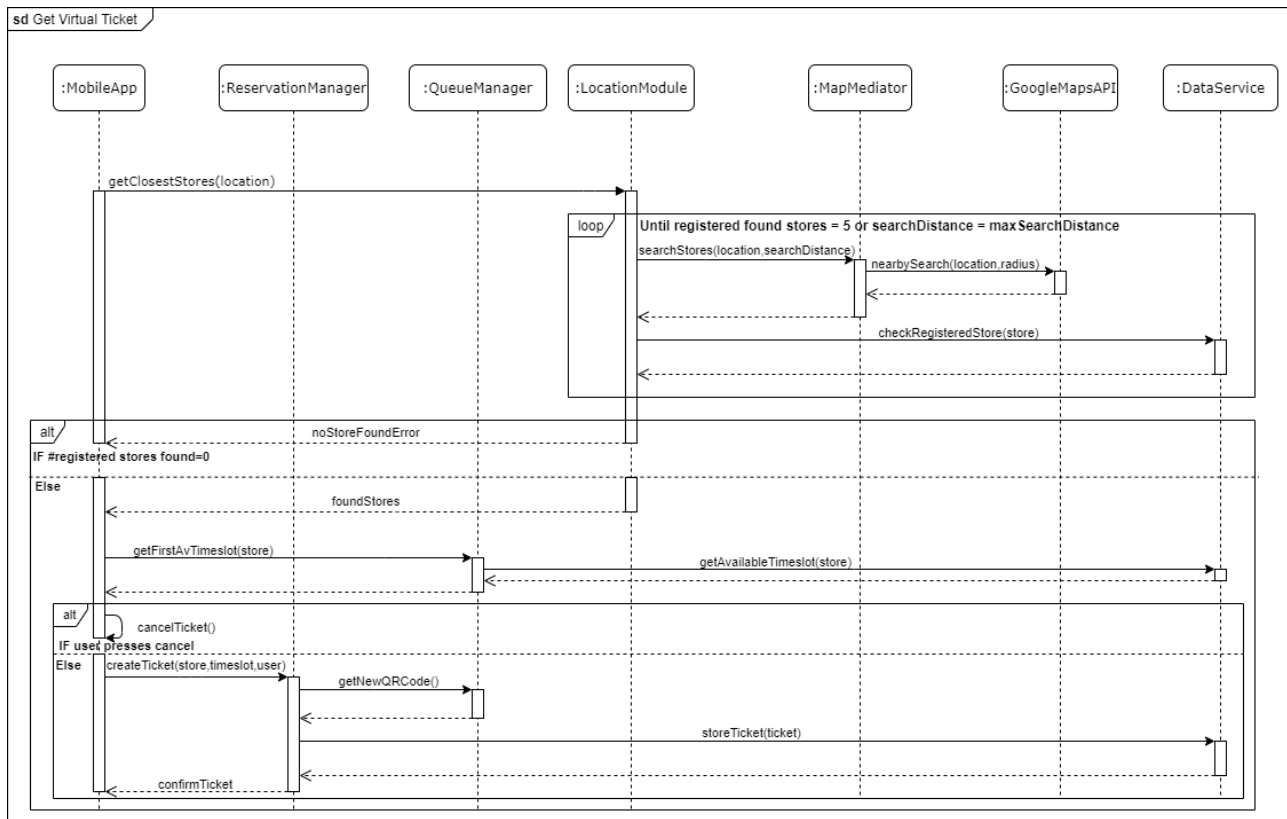 sd Get Virtual Ticket
:MobileApp
:ReservationManager
:QueueManager
:LocationModule
:MapMediator
:GoogleMapsAPI
:DataService
getClosestStores(location)
loop
Until registered found stores = 5 or searchDistance = maxSearchDistance
searchStores(location,searchDistance)
nearbySearch(location,radius)
checkRegisteredStore(store)
alt
noStoreFoundError
IF #registered stores found=0
Else
foundStores
getFirstAvTimeslot(store)
getAvailableTimeslot(store)
alt
cancelTicket()
IF user presses cancel
Else
createTicket(store,timeslot,user)
getNewQRCode()
storeTicket(ticket)
confirmTicket